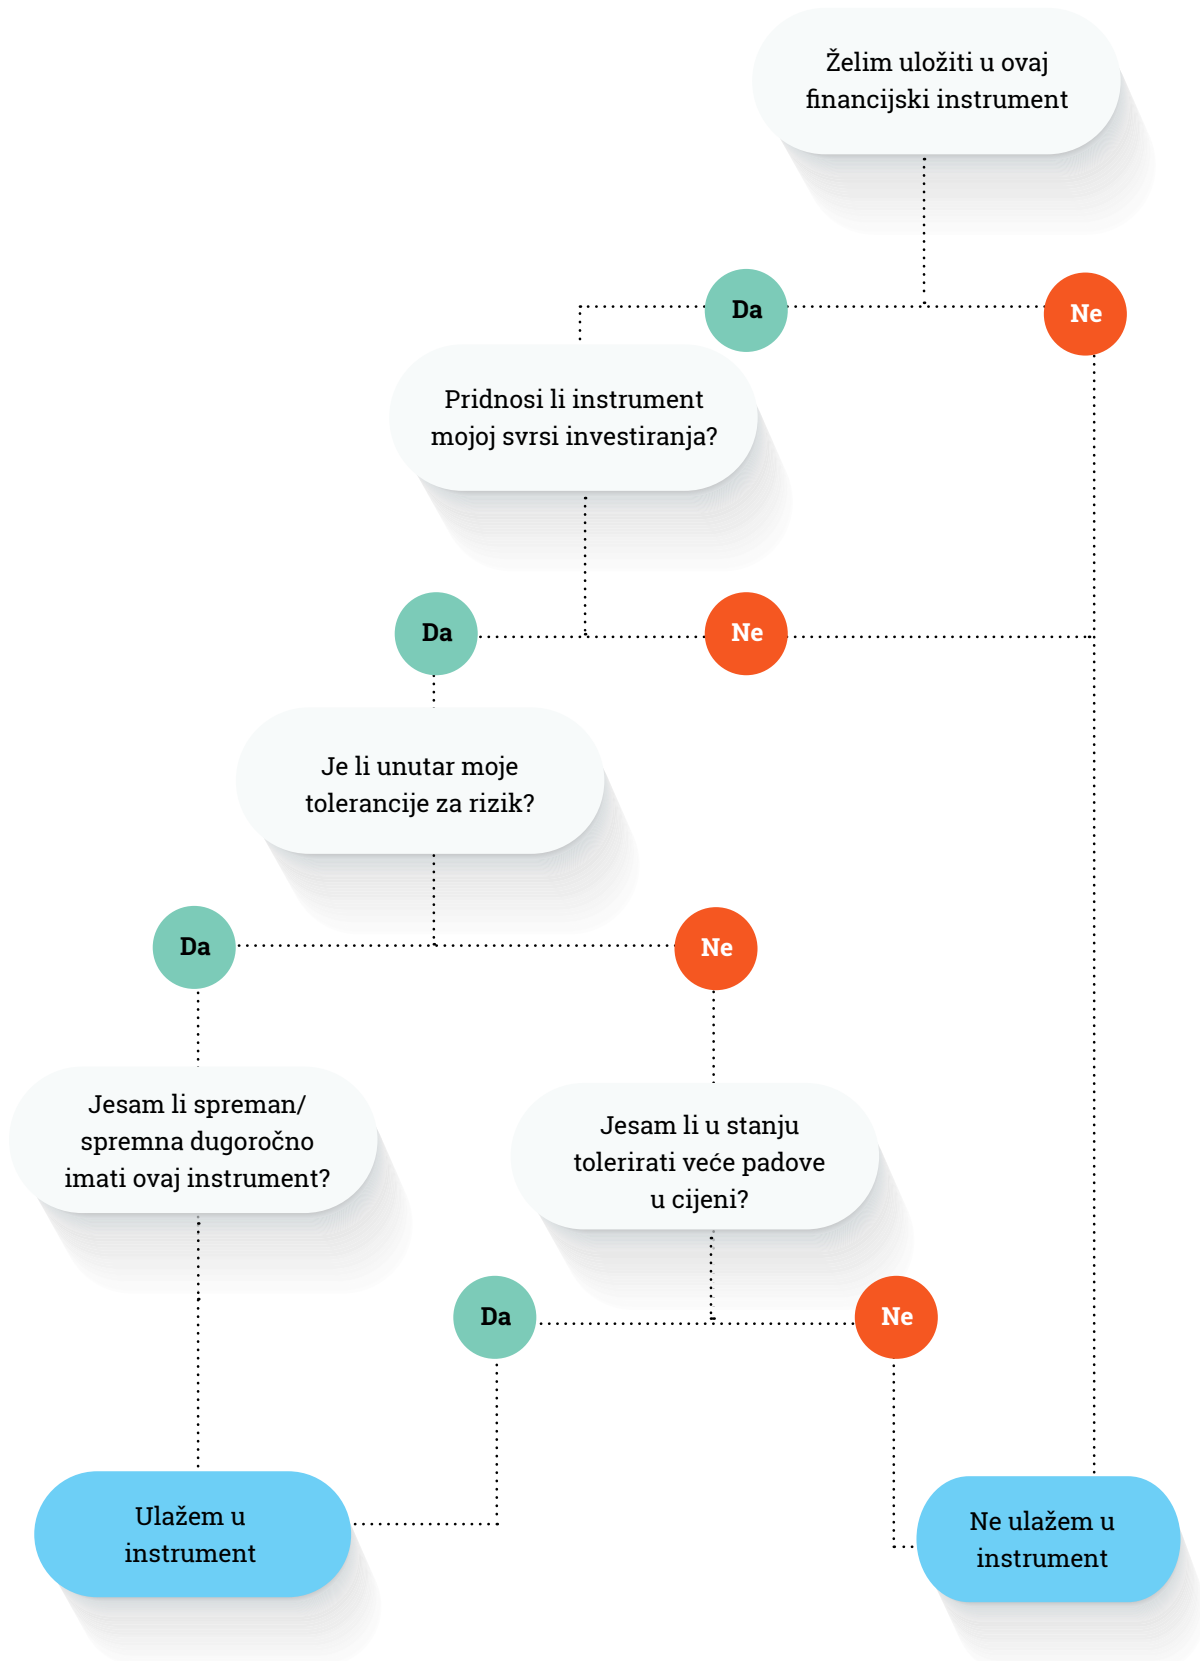 Želim uložiti u ovaj
financijski instrument
Da
Ne
Pridnosi li instrument
mojoj svrsi investiranja?
Da
Ne
Je li unutar moje
tolerancije za rizik?
Da
Ne
Jesam li spreman/
spremna dugoročno
imati ovaj instrument?
Jesam li u stanju
tolerirati veće padove
u cijeni?
Da
Ne
Ulažem u
instrument
Ne ulažem u
instrument